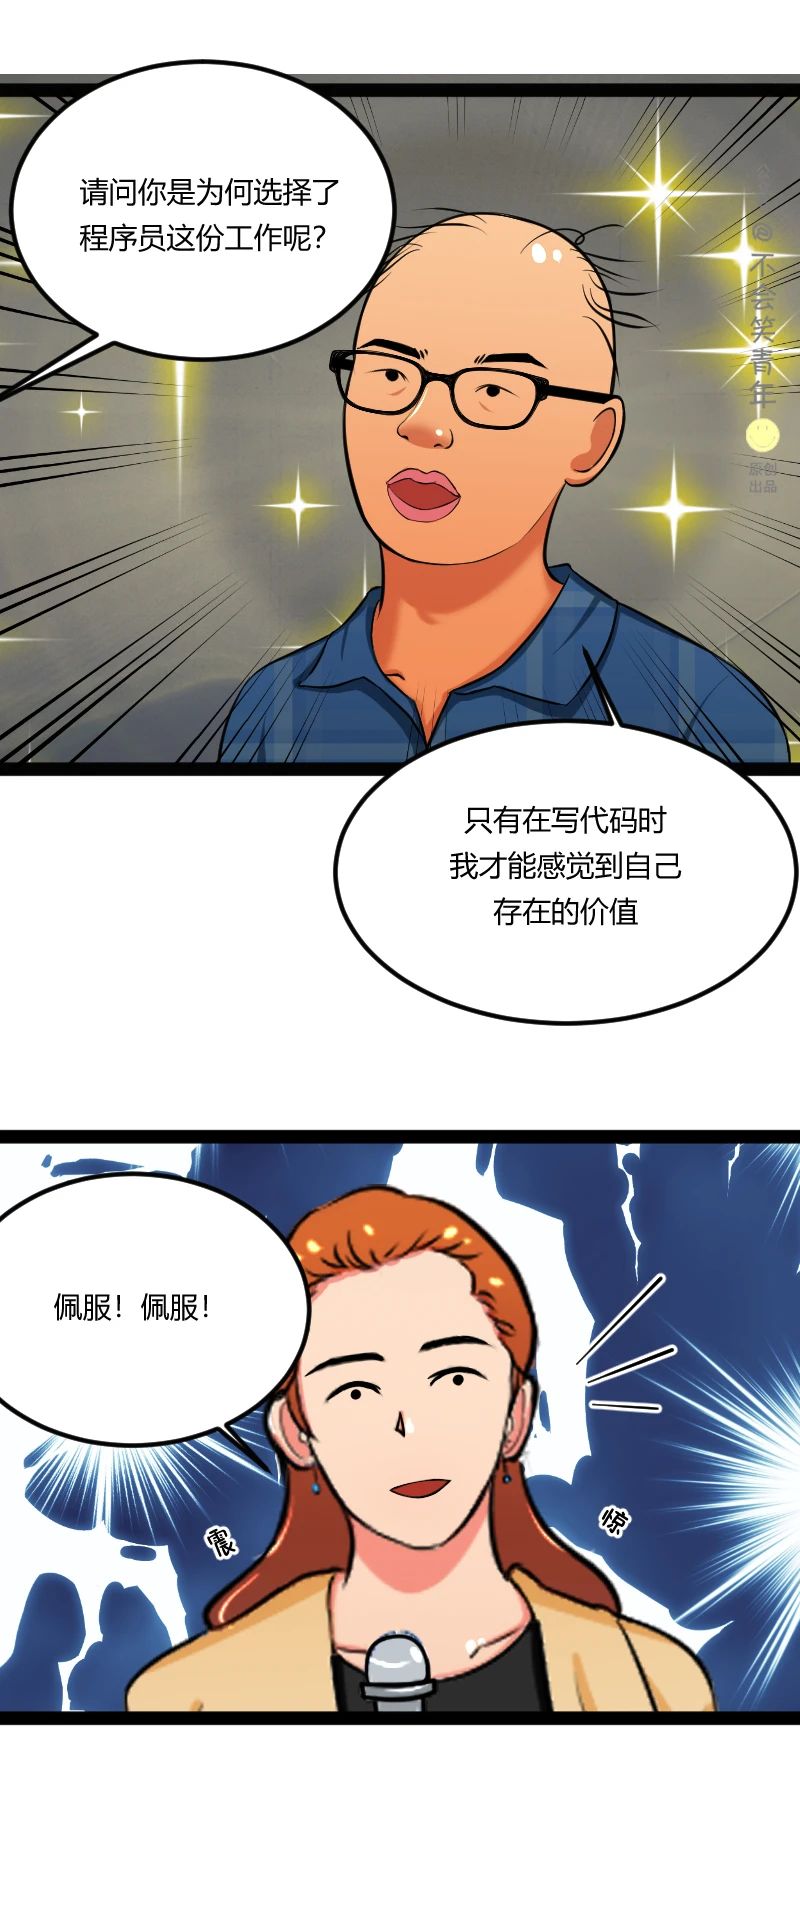 请问你是为何选择了
程序员这份工作呢？
@不会笑青年
原创
出品
只有在写代码时
我才能感觉到自己
存在的价值
佩服！佩服！
震
惊